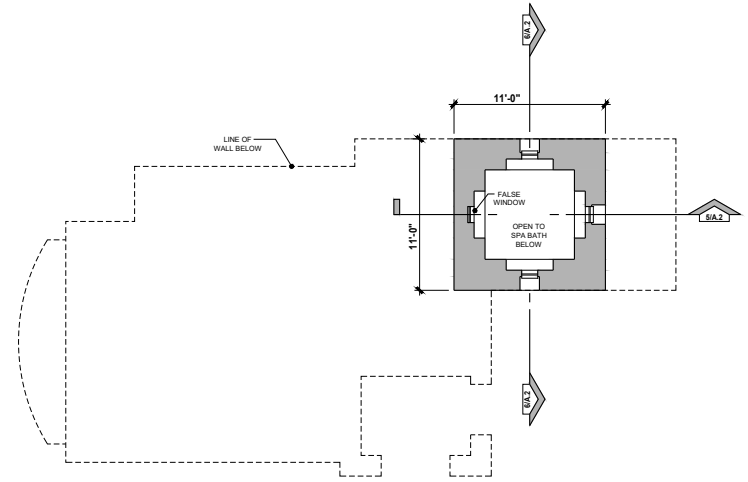 6/A.2
11'-0"
LINE OF
WALL BELOW
FALSE
WINDOW
5/A.2
OPEN TO
SPA BATH
BELOW
11'-0"
6/A.2